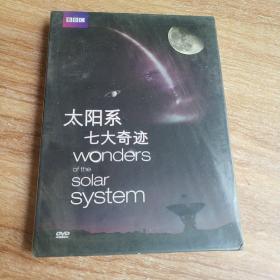 BBC
太阳系
七大奇迹
wonders
of the
solar
system
DVD